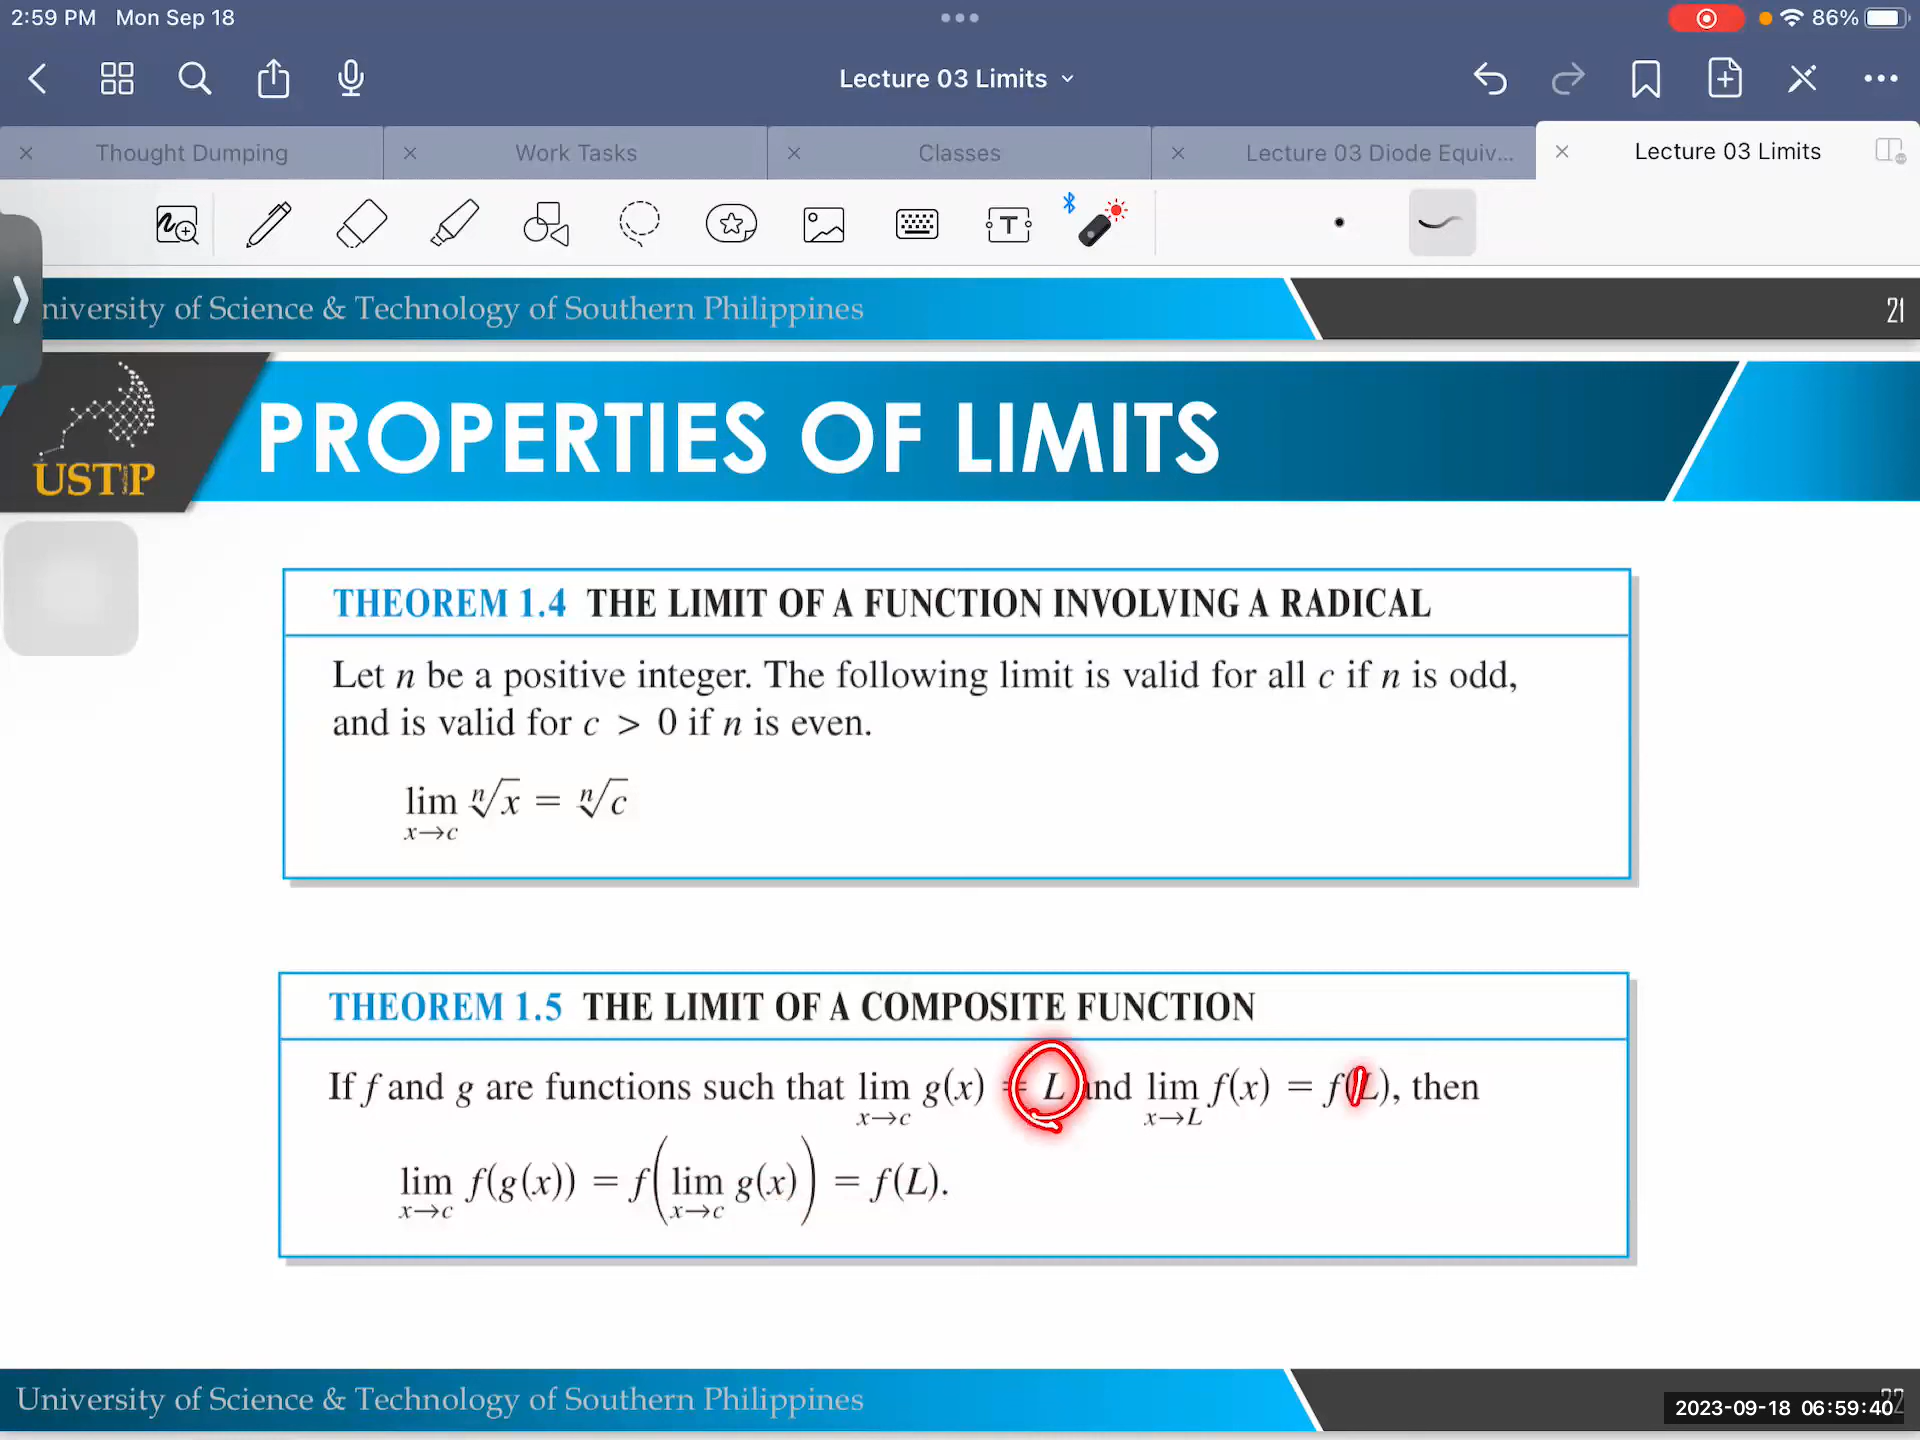 2:59 PM Mon Sep 18
86%
Lecture 03 Limits
Thought Dumping
Work Tasks
Classes
Lecture 03 Diode Equiv...
Lecture 03 Limits
niversity of Science & Technology of Southern Philippines
21
USTP
PROPERTIES OF LIMITS
THEOREM 1.4 THE LIMIT OF A FUNCTION INVOLVING A RADICAL
Let n be a positive integer. The following limit is valid for all c if n is odd,
and is valid for c > 0 if n is even.
lim ⁿ√x = ⁿ√c
x→c
THEOREM 1.5 THE LIMIT OF A COMPOSITE FUNCTION
If f and g are functions such that lim g(x) = L and lim f(x) = f(L), then
x→c x→L
lim f(g(x)) = f(lim g(x)) = f(L).
x→c x→c
University of Science & Technology of Southern Philippines
22
2023-09-18 06:59:40